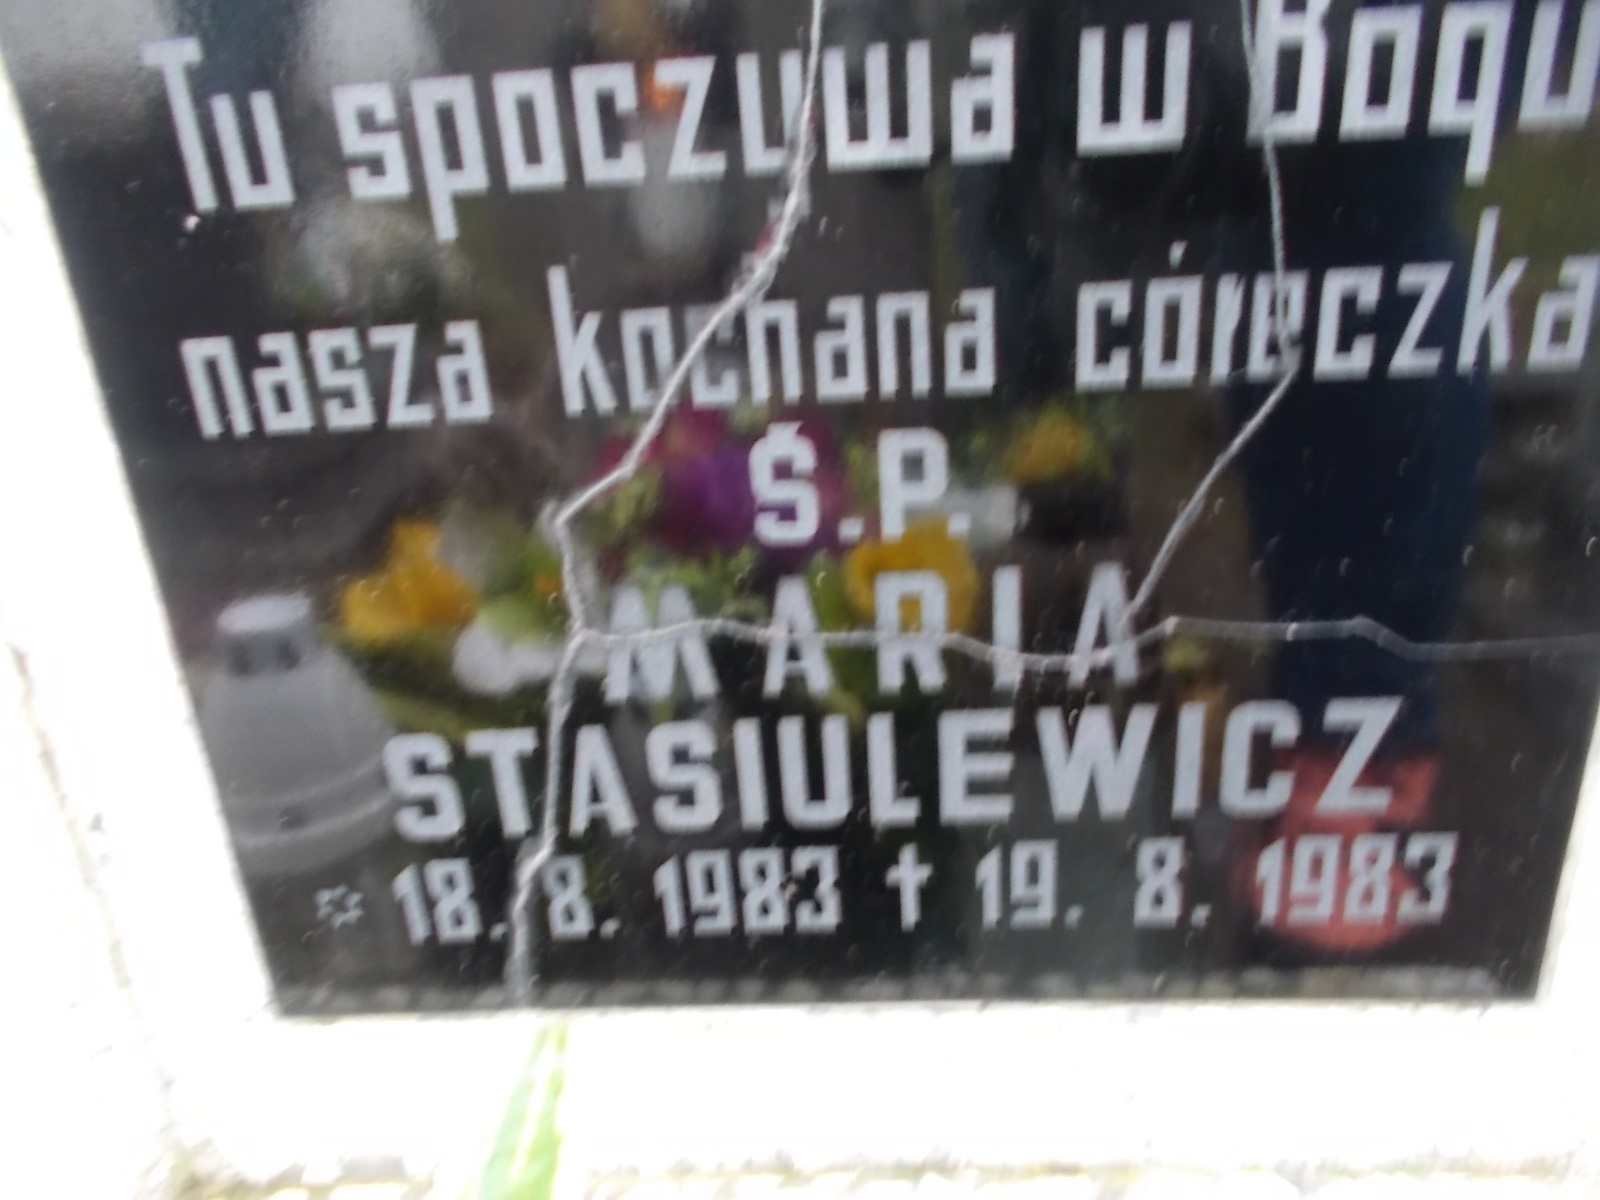 Tu spoczywa w Bogu
nasza kochana córeczka
Ś.P.
MARIA
STASIULEWICZ
* 18. 8. 1983 † 19. 8. 1983